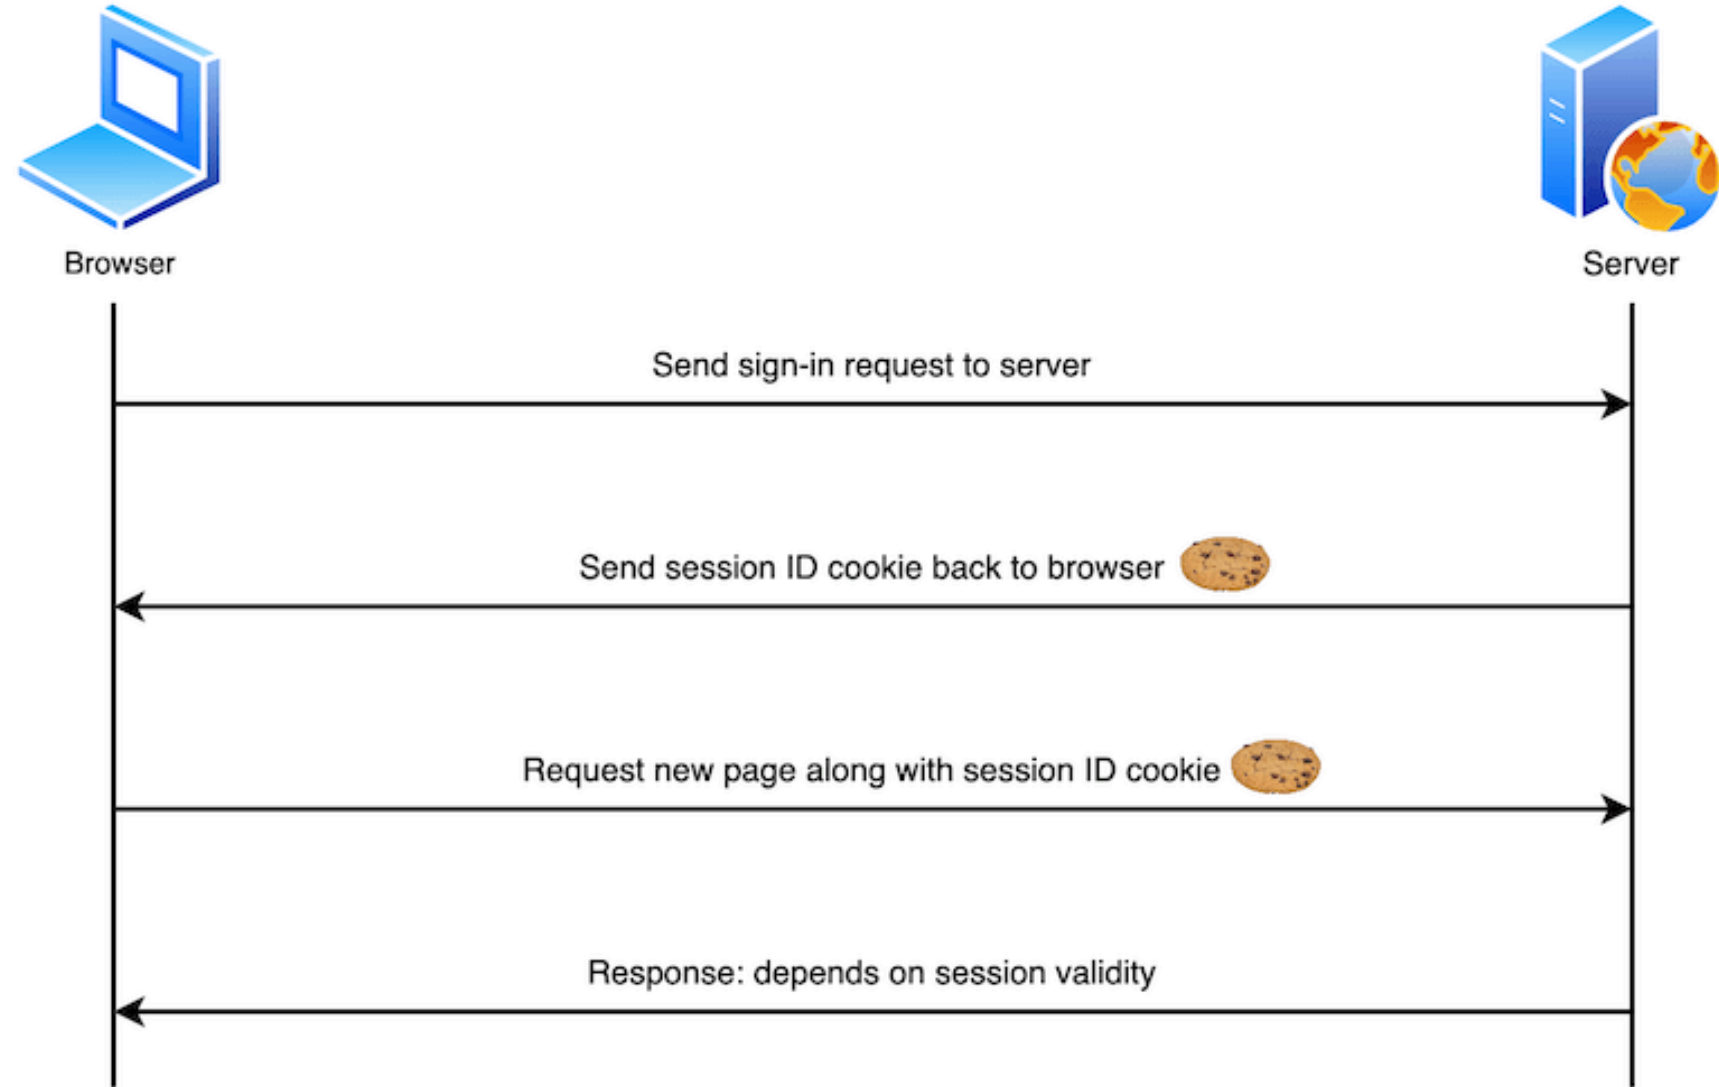 Browser
Server
Send sign-in request to server
Send session ID cookie back to browser
Request new page along with session ID cookie
Response: depends on session validity